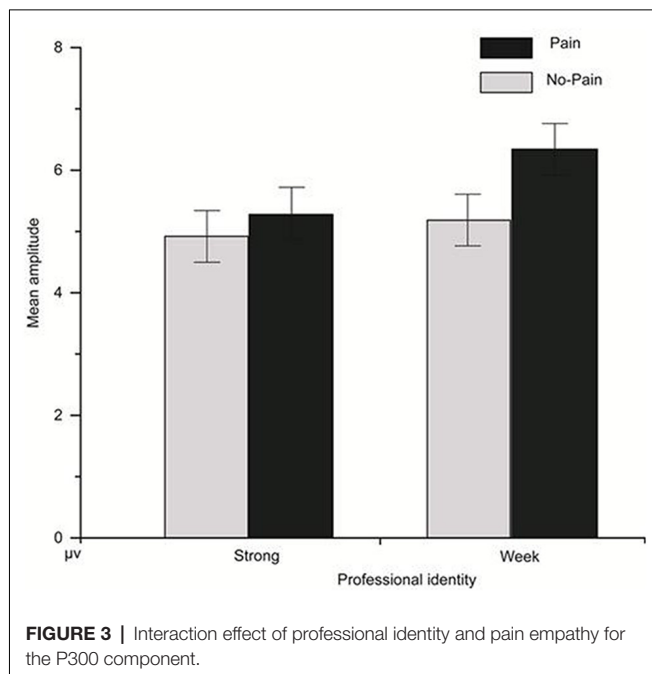 8
Pain
No-Pain
6
4
2
0
Mean amplitude
μv
Strong
Week
Professional identity
FIGURE 3 | Interaction effect of professional identity and pain empathy for
the P300 component.